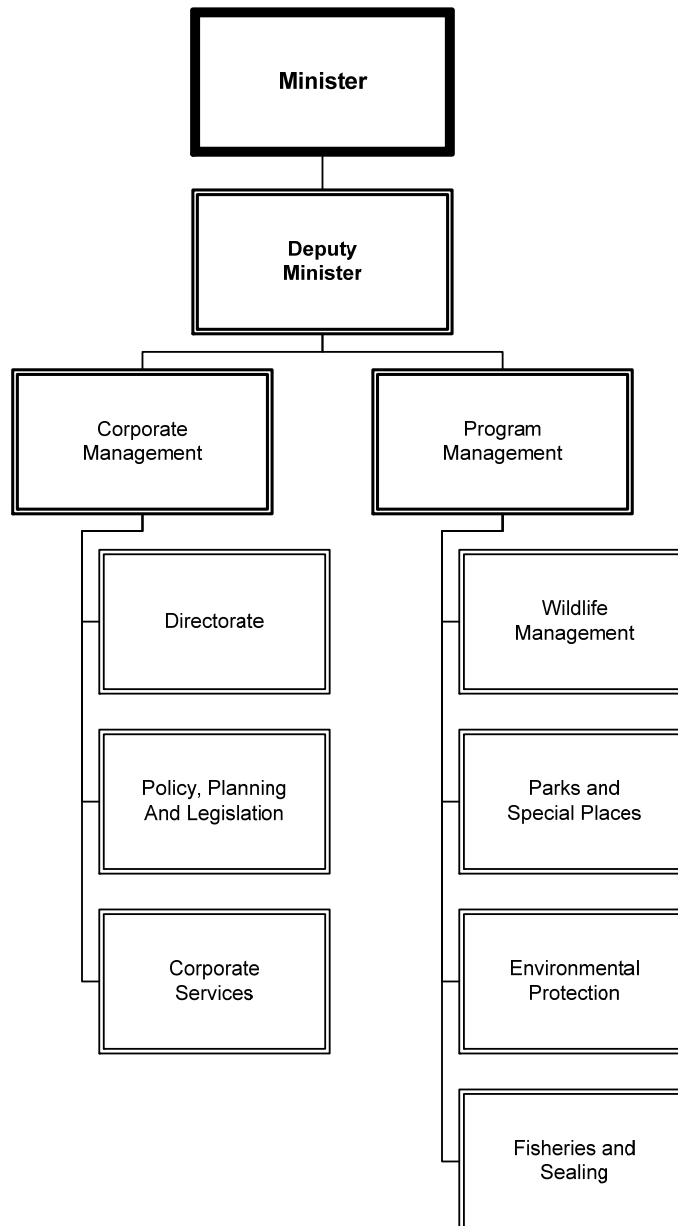 Minister
Deputy
Minister
Corporate
Management
Program
Management
Directorate
Wildlife
Management
Policy, Planning
And Legislation
Parks and
Special Places
Corporate
Services
Environmental
Protection
Fisheries and
Sealing